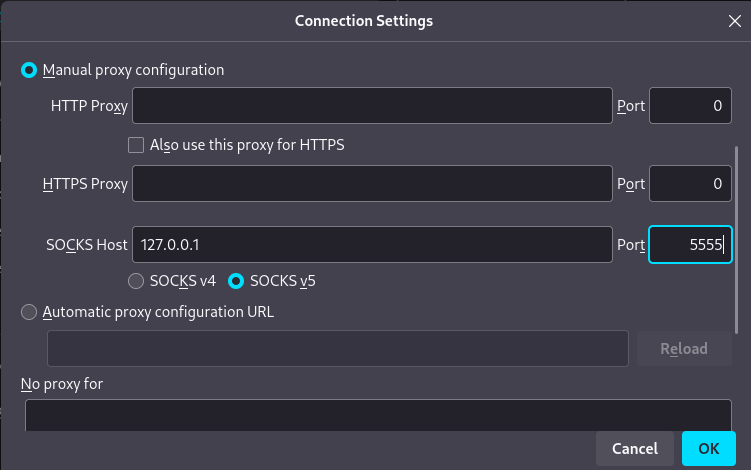 Connection Settings
Manual proxy configuration
HTTP Proxy Port 0
Also use this proxy for HTTPS
HTTPS Proxy Port 0
SOCKS Host 127.0.0.1 Port 5555
SOCKS v4 SOCKS v5
Automatic proxy configuration URL
Reload
No proxy for
Cancel OK